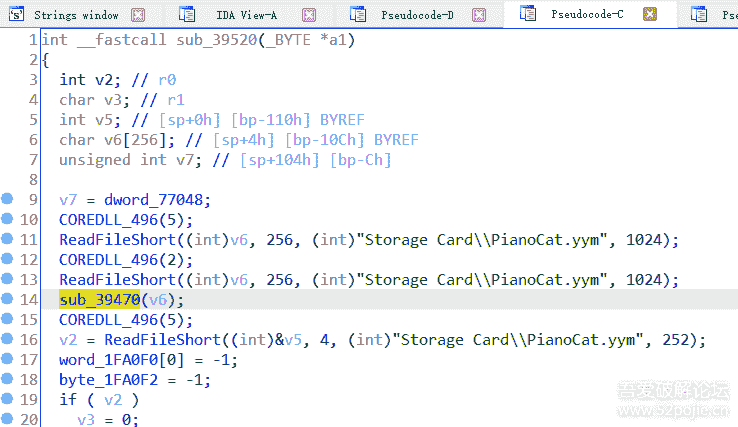 Strings window IDA View-A Pseudocode-D Pseudocode-C Pse
1 int __fastcall sub_39520(_BYTE *a1)
2 {
3 int v2; // r0
4 char v3; // r1
5 int v5; // [sp+0h] [bp-110h] BYREF
6 char v6[256]; // [sp+4h] [bp-10Ch] BYREF
7 unsigned int v7; // [sp+104h] [bp-Ch]
8
9 v7 = dword_77048;
10 COREDLL_496(5);
11 ReadFileShort((int)v6, 256, (int)"Storage Card\\PianoCat.yym", 1024);
12 COREDLL_496(2);
13 ReadFileShort((int)v6, 256, (int)"Storage Card\\PianoCat.yym", 1024);
14 sub_39470(v6);
15 COREDLL_496(5);
16 v2 = ReadFileShort((int)&v5, 4, (int)"Storage Card\\PianoCat.yym", 252);
17 word_1FA0F0[0] = -1;
18 byte_1FA0F2 = -1;
19 if ( v2 )
20 v3 = 0;
吾爱破解论坛
www.52pojie.cn